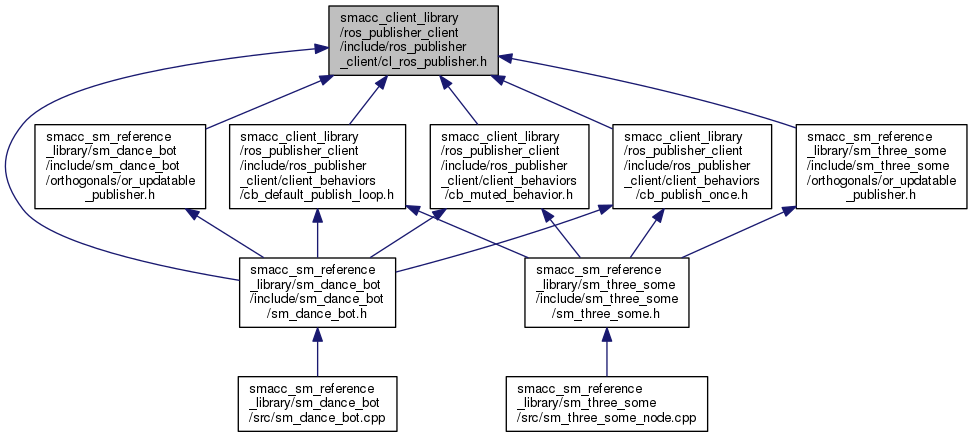 smacc_client_library
/ros_publisher_client
/include/ros_publisher
_client/cl_ros_publisher.h
smacc_sm_reference
_library/sm_dance_bot
/include/sm_dance_bot
/orthogonals/or_updatable
_publisher.h
smacc_client_library
/ros_publisher_client
/include/ros_publisher
_client/client_behaviors
/cb_default_publish_loop.h
smacc_client_library
/ros_publisher_client
/include/ros_publisher
_client/client_behaviors
/cb_muted_behavior.h
smacc_client_library
/ros_publisher_client
/include/ros_publisher
_client/client_behaviors
/cb_publish_once.h
smacc_sm_reference
_library/sm_three_some
/include/sm_three_some
/orthogonals/or_updatable
_publisher.h
smacc_sm_reference
_library/sm_dance_bot
/include/sm_dance_bot
/sm_dance_bot.h
smacc_sm_reference
_library/sm_three_some
/include/sm_three_some
/sm_three_some.h
smacc_sm_reference
_library/sm_dance_bot
/src/sm_dance_bot.cpp
smacc_sm_reference
_library/sm_three_some
/src/sm_three_some_node.cpp